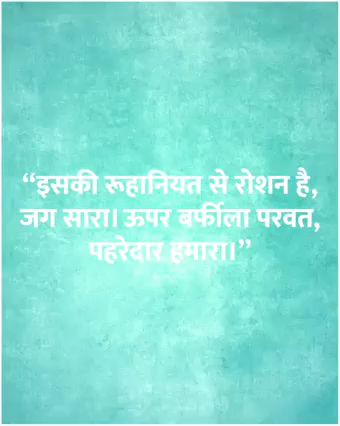 “इसकी रूहानियत से रोशन है,
जग सारा। ऊपर बर्फीला परवत,
पहरेदार हमारा।”